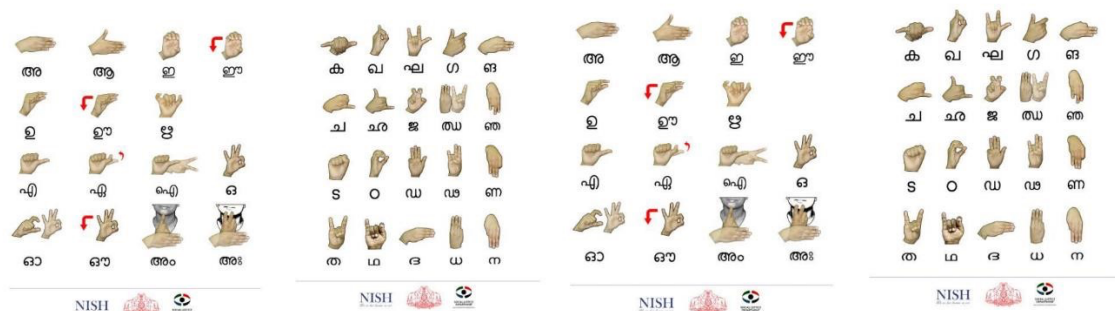 അ ആ ഇ ഈ
ഉ ഊ ഋ
എ ഏ ഐ ഒ
ഓ ഔ അം അഃ
NISH
ക ഖ ഘ ഗ ങ
ച ഛ ജ ഝ ഞ
ട ഠ ഡ ഢ ണ
ത ഥ ദ ധ ന
NISH
അ ആ ഇ ഈ
ഉ ഊ ഋ
എ ഏ ഐ ഒ
ഓ ഔ അം അഃ
NISH
ക ഖ ഘ ഗ ങ
ച ഛ ജ ഝ ഞ
ട ഠ ഡ ഢ ണ
ത ഥ ദ ധ ന
NISH